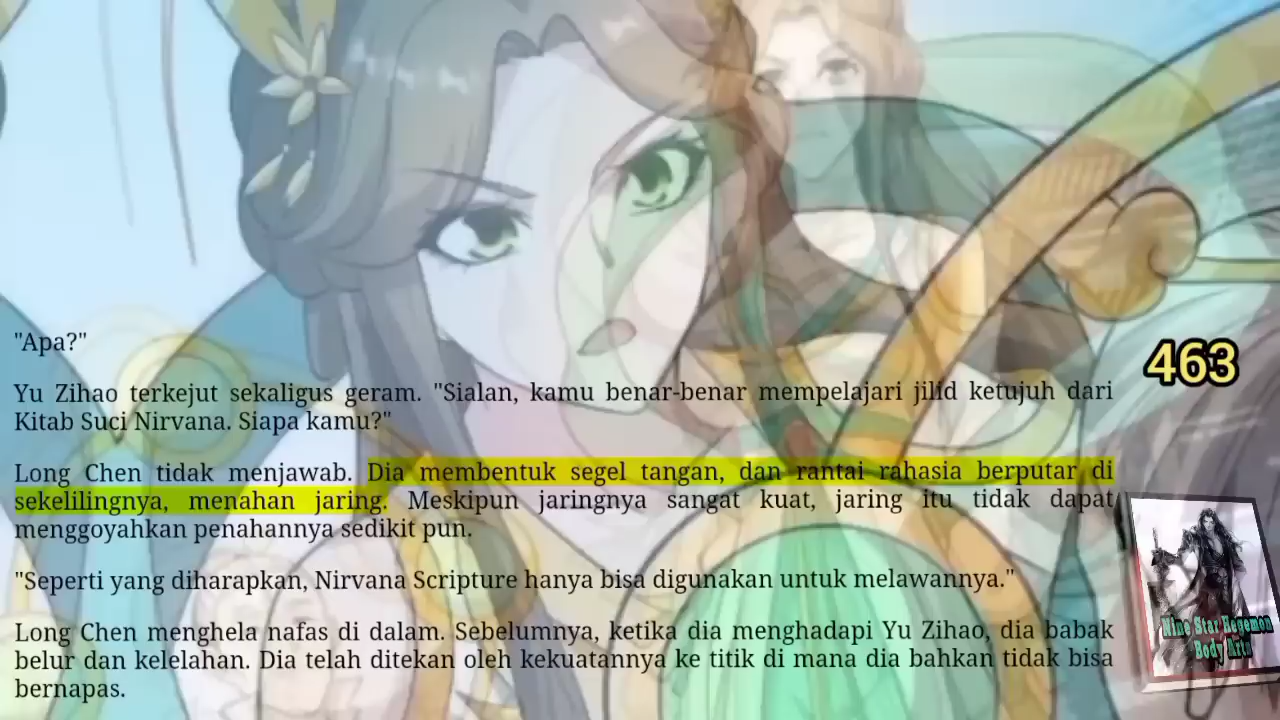 "Apa?"
Yu Zihao terkejut sekaligus geram. "Sialan, kamu benar-benar mempelajari jilid ketujuh dari
Kitab Suci Nirvana. Siapa kamu?"
Long Chen tidak menjawab. Dia membentuk segel tangan, dan rantai rahasia berputar di
sekelilingnya, menahan jaring. Meskipun jaringnya sangat kuat, jaring itu tidak dapat
menggoyahkan penahannya sedikit pun.
"Seperti yang diharapkan, Nirvana Scripture hanya bisa digunakan untuk melawannya."
Long Chen menghela nafas di dalam. Sebelumnya, ketika dia menghadapi Yu Zihao, dia babak
belur dan kelelahan. Dia telah ditekan oleh kekuatannya ke titik di mana dia bahkan tidak bisa
bernapas.
463
Nine Star Hegemon
Body Arts